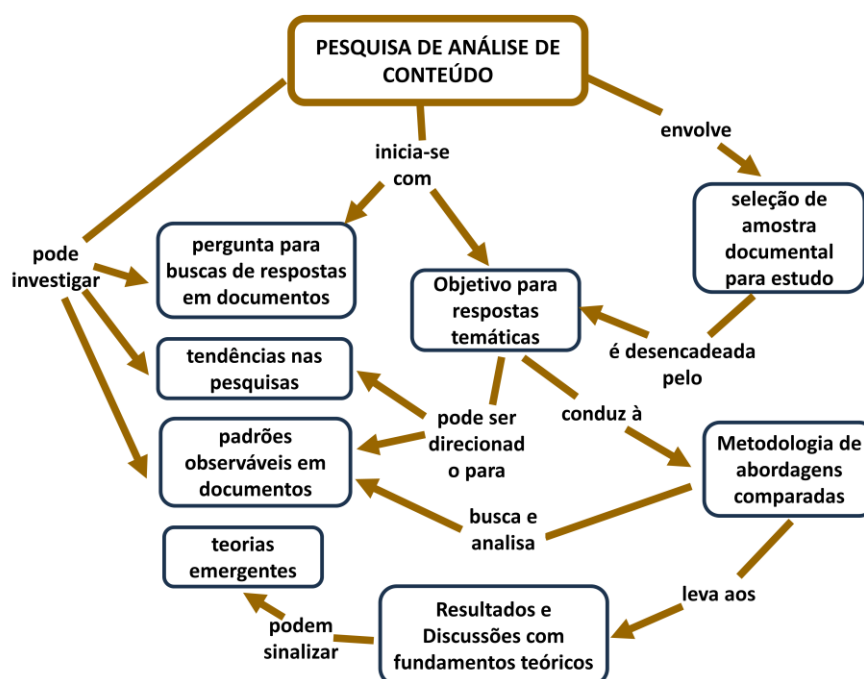 PESQUISA DE ANÁLISE DE
CONTEÚDO
envolve
inicia-se
com
seleção de
amostra
documental
para estudo
pode
investigar
pergunta para
buscas de respostas
em documentos
Objetivo para
respostas
temáticas
é desencadeada
pelo
tendências nas
pesquisas
pode ser
direcionad
o para
conduz à
padrões
observáveis em
documentos
Metodologia de
abordagens
comparadas
busca e
analisa
teorias
emergentes
leva aos
Resultados e
Discussões com
fundamentos teóricos
podem
sinalizar